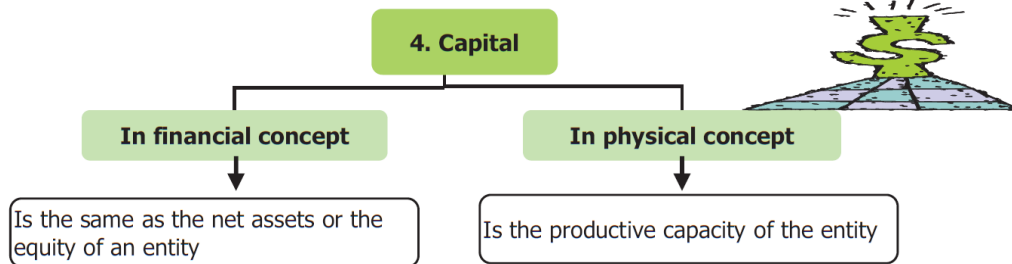 4. Capital
In financial concept
In physical concept
Is the same as the net assets or the
equity of an entity
Is the productive capacity of the entity